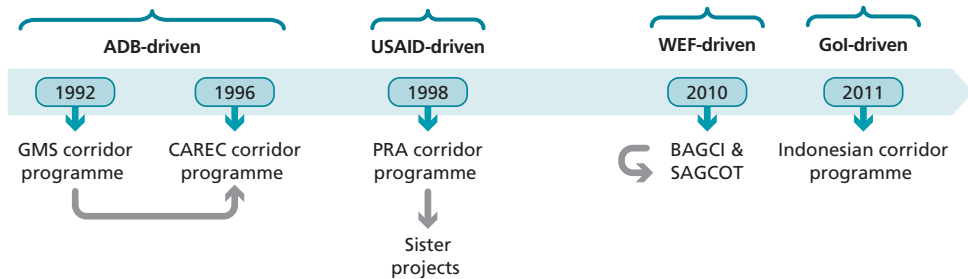 ADB-driven
USAID-driven
WEF-driven
GoI-driven
1992
1996
1998
2010
2011
GMS corridor
programme
CAREC corridor
programme
PRA corridor
programme
BAGCI &
SAGCOT
Indonesian corridor
programme
Sister
projects